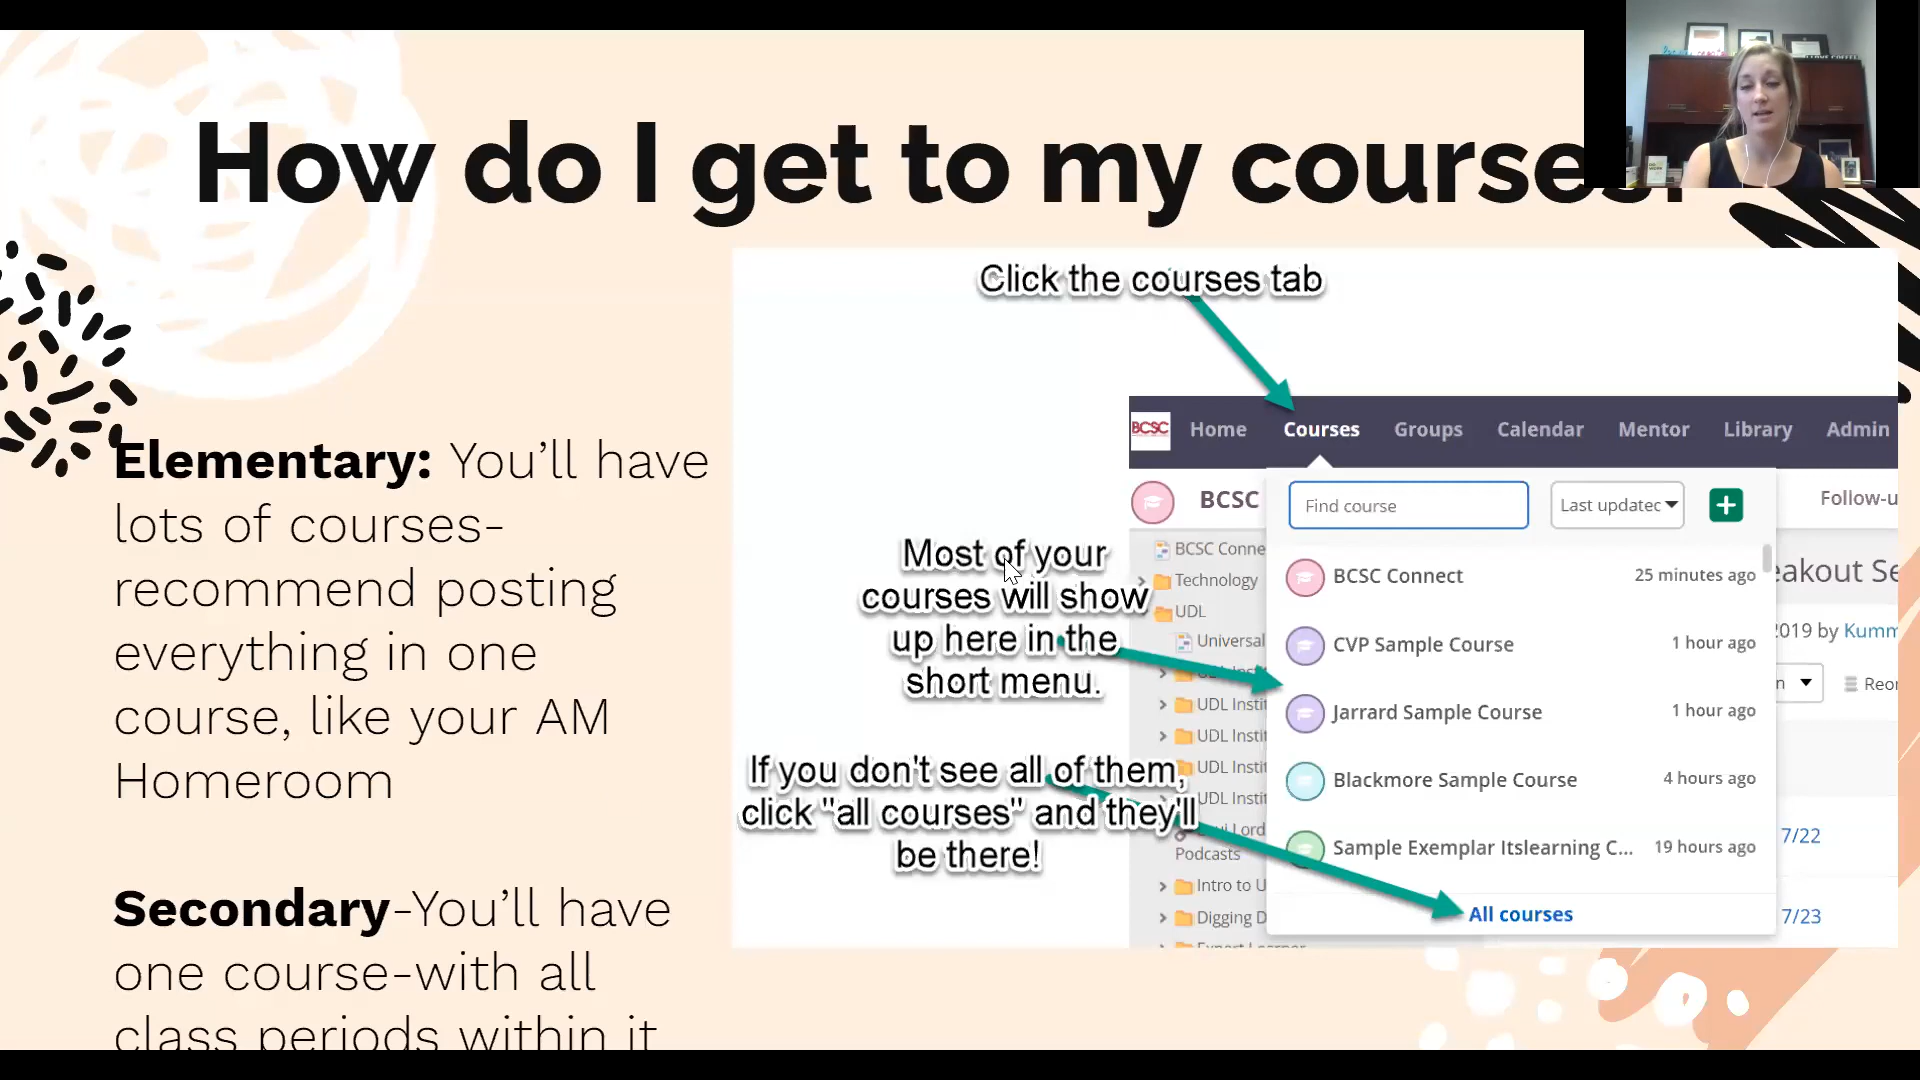 How do I get to my courses
Click the courses tab
Elementary: You'll have
lots of courses-
recommend posting
everything in one
course, like your AM
Homeroom
Secondary-You'll have
one course-with all
class periods within it
Most of your
courses will show
up here in the
short menu.
If you don't see all of them,
click "all courses" and they'll
be there!
BCSC Home Courses Groups Calendar Mentor Library Admin
BCSC
Find course
Last updatec
Follow-u
BCSC Conne
Technology
UDL
Universal
UDL Insti
UDL Instit
UDL Instit
UDL Instit
Lord
Podcasts
Intro to U
Digging D
BCSC Connect 25 minutes ago
CVP Sample Course 1 hour ago
Jarrard Sample Course 1 hour ago
Blackmore Sample Course 4 hours ago
Sample Exemplar Itslearning C... 19 hours ago
All courses
eakout Se
2019 by Kumm
n
Reor
7/22
7/23